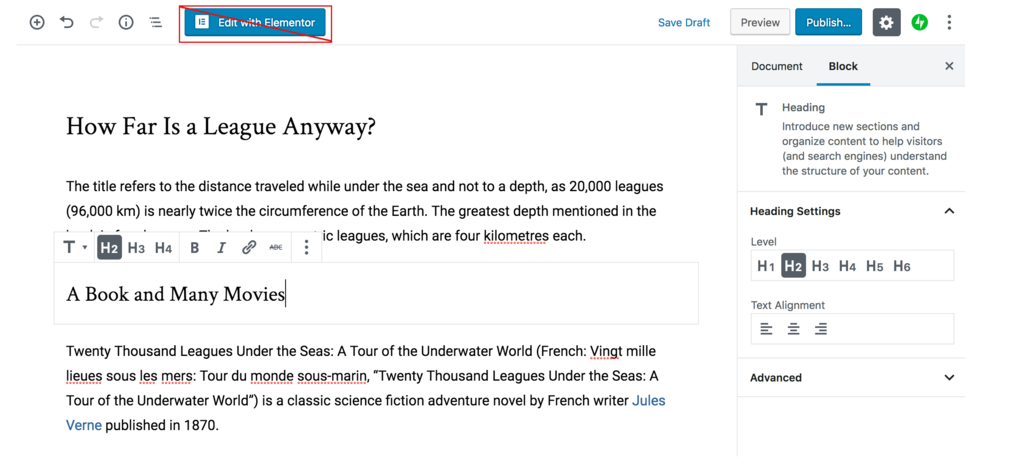 Edit with Elementor
Save Draft
Preview
Publish...
Document
Block
How Far Is a League Anyway?
The title refers to the distance traveled while under the sea and not to a depth, as 20,000 leagues
(96,000 km) is nearly twice the circumference of the Earth. The greatest depth mentioned in the
ic leagues, which are four kilometres each.
T H2 H3 H4 B I ABC
A Book and Many Movies
Twenty Thousand Leagues Under the Seas: A Tour of the Underwater World (French: Vingt mille
lieues sous les mers: Tour du monde sous-marin, “Twenty Thousand Leagues Under the Seas: A
Tour of the Underwater World”) is a classic science fiction adventure novel by French writer Jules
Verne published in 1870.
T Heading
Introduce new sections and
organize content to help visitors
(and search engines) understand
the structure of your content.
Heading Settings
Level
H1 H2 H3 H4 H5 H6
Text Alignment
Advanced